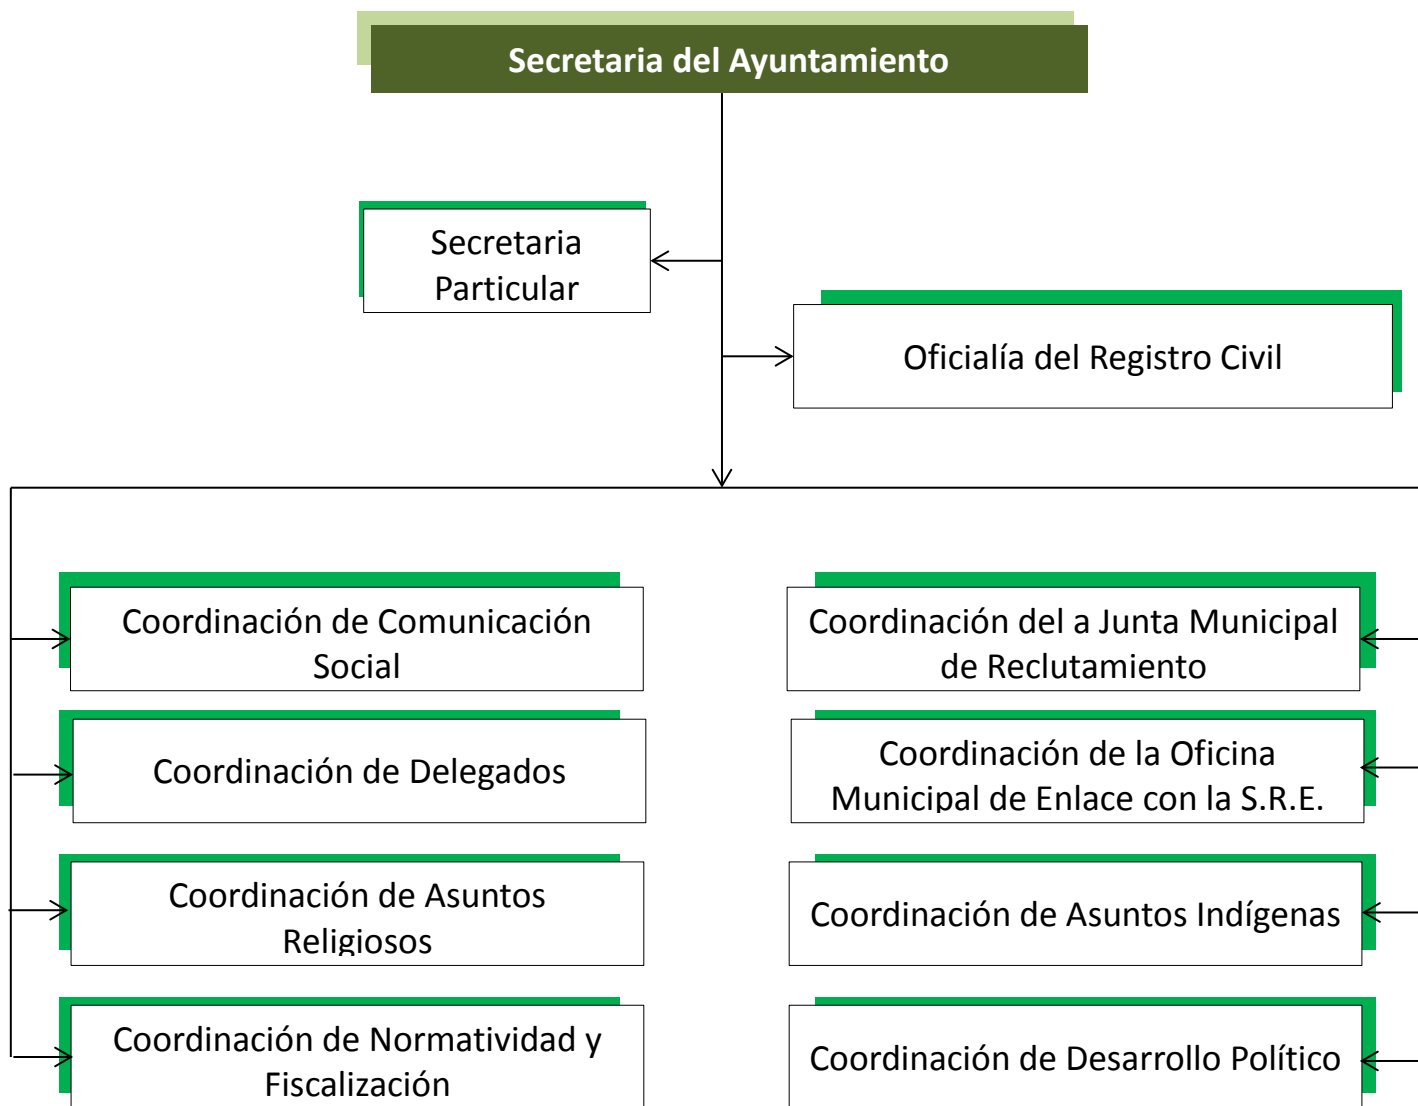 Secretaria del Ayuntamiento
Secretaria
Particular
Oficialía del Registro Civil
Coordinación de Comunicación
Social
Coordinación del a Junta Municipal
de Reclutamiento
Coordinación de Delegados
Coordinación de la Oficina
Municipal de Enlace con la S.R.E.
Coordinación de Asuntos
Religiosos
Coordinación de Asuntos Indígenas
Coordinación de Normatividad y
Fiscalización
Coordinación de Desarrollo Político